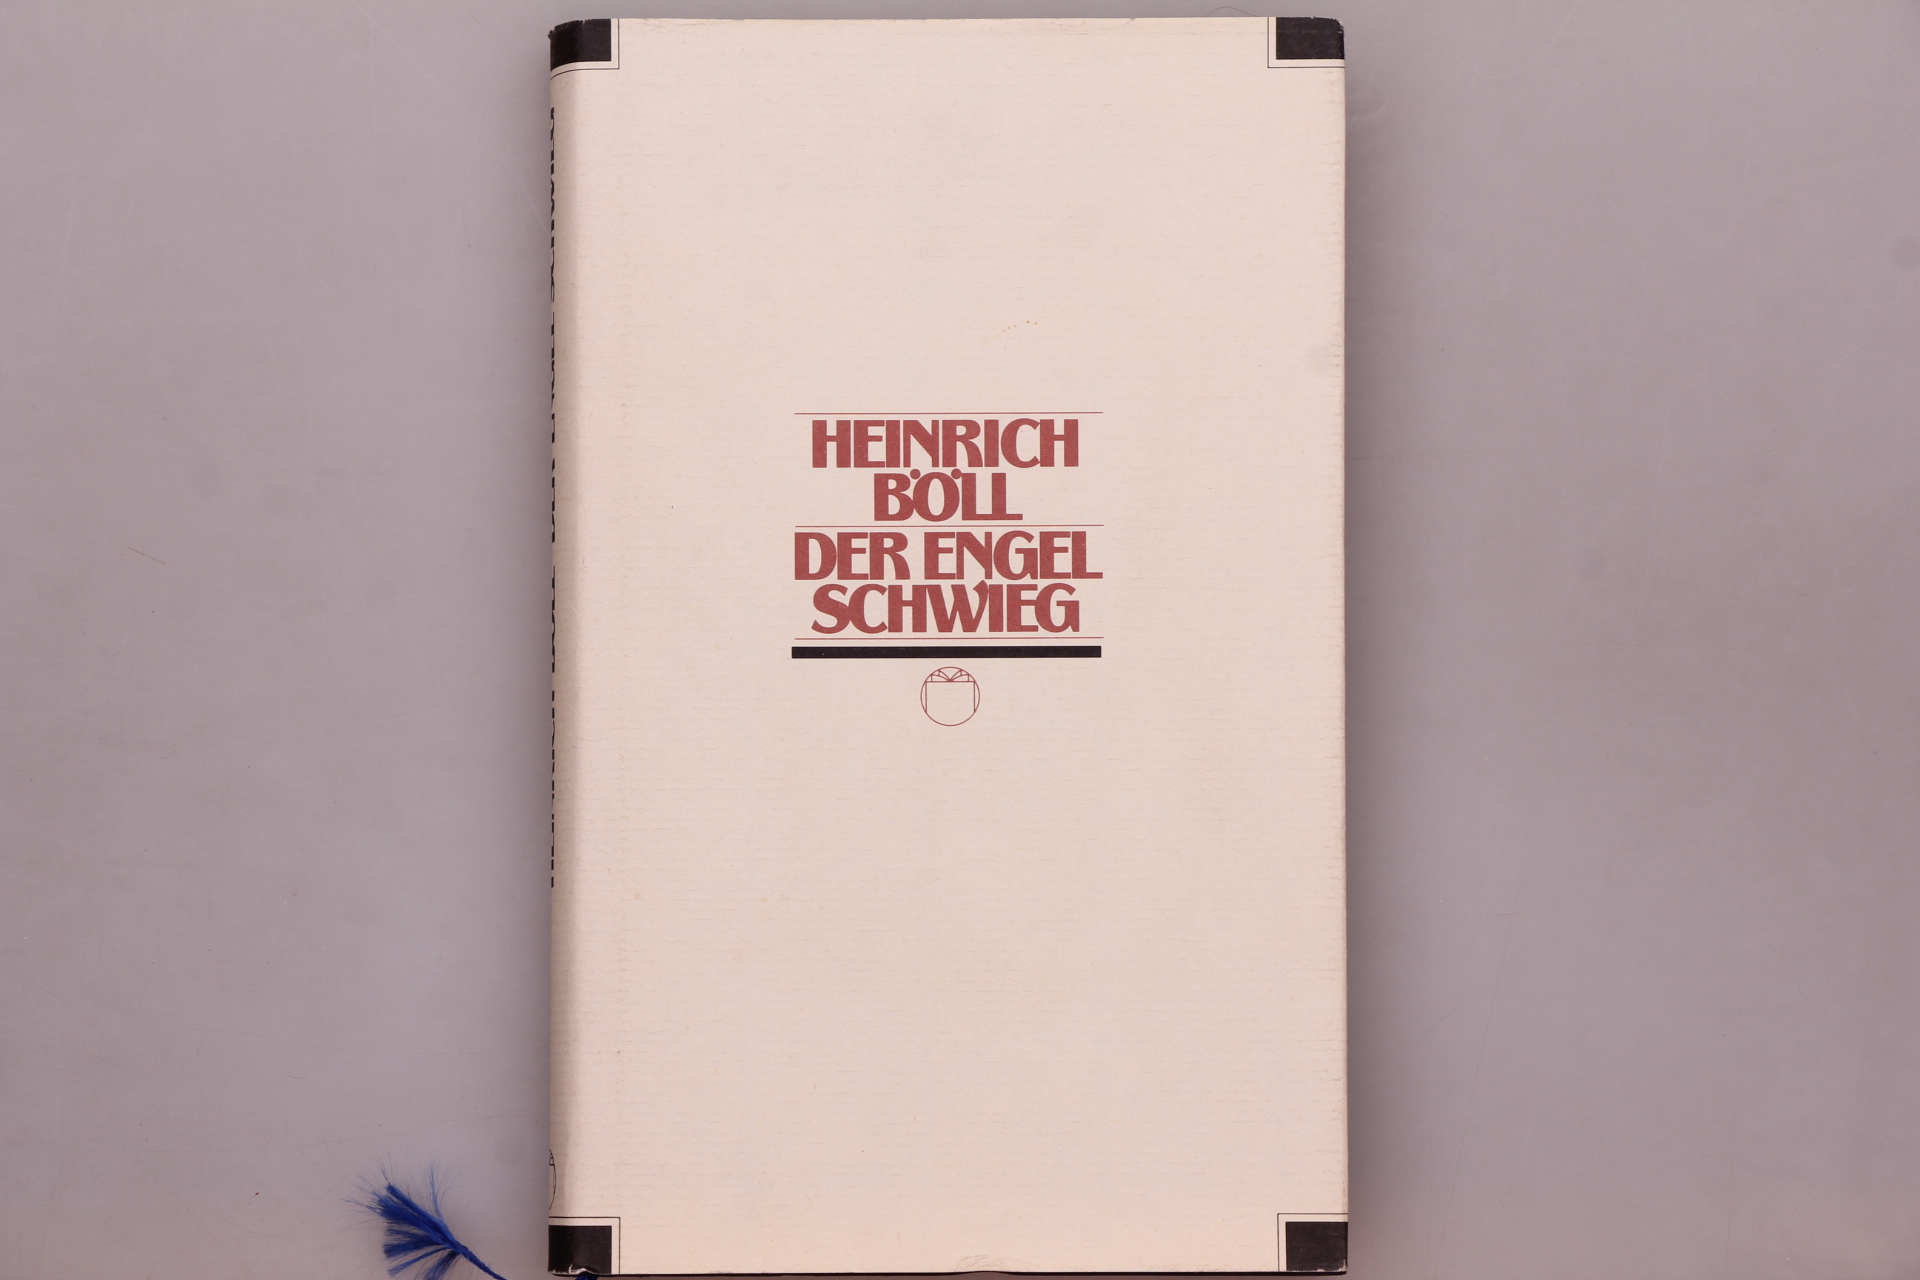 HEINRICH
BÖLL
DER ENGEL
SCHWIEG